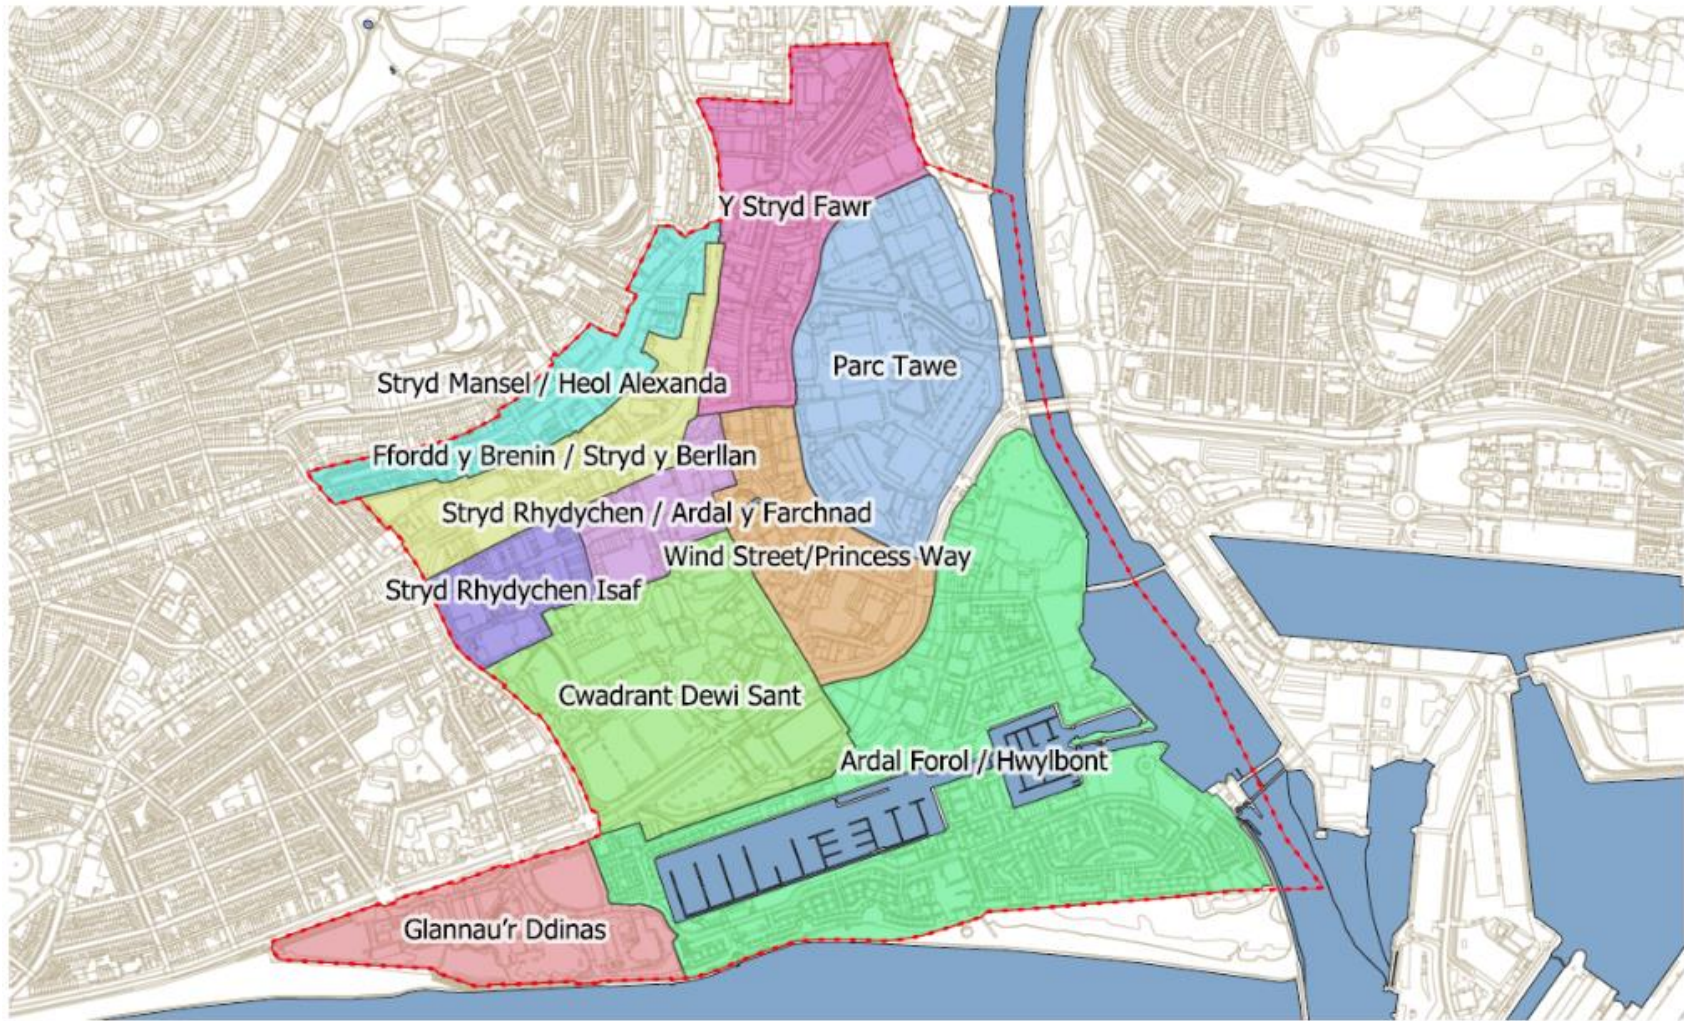 Y Stryd Fawr
Parc Tawe
Stryd Mansel / Heol Alexanda
Ffordd y Brenin / Stryd y Berllan
Stryd Rhydychen / Ardal y Farchnad
Wind Street/Princess Way
Stryd Rhydychen Isaf
Cwadrant Dewi Sant
Ardal Forol / Hwylbont
Glannau'r Ddinas